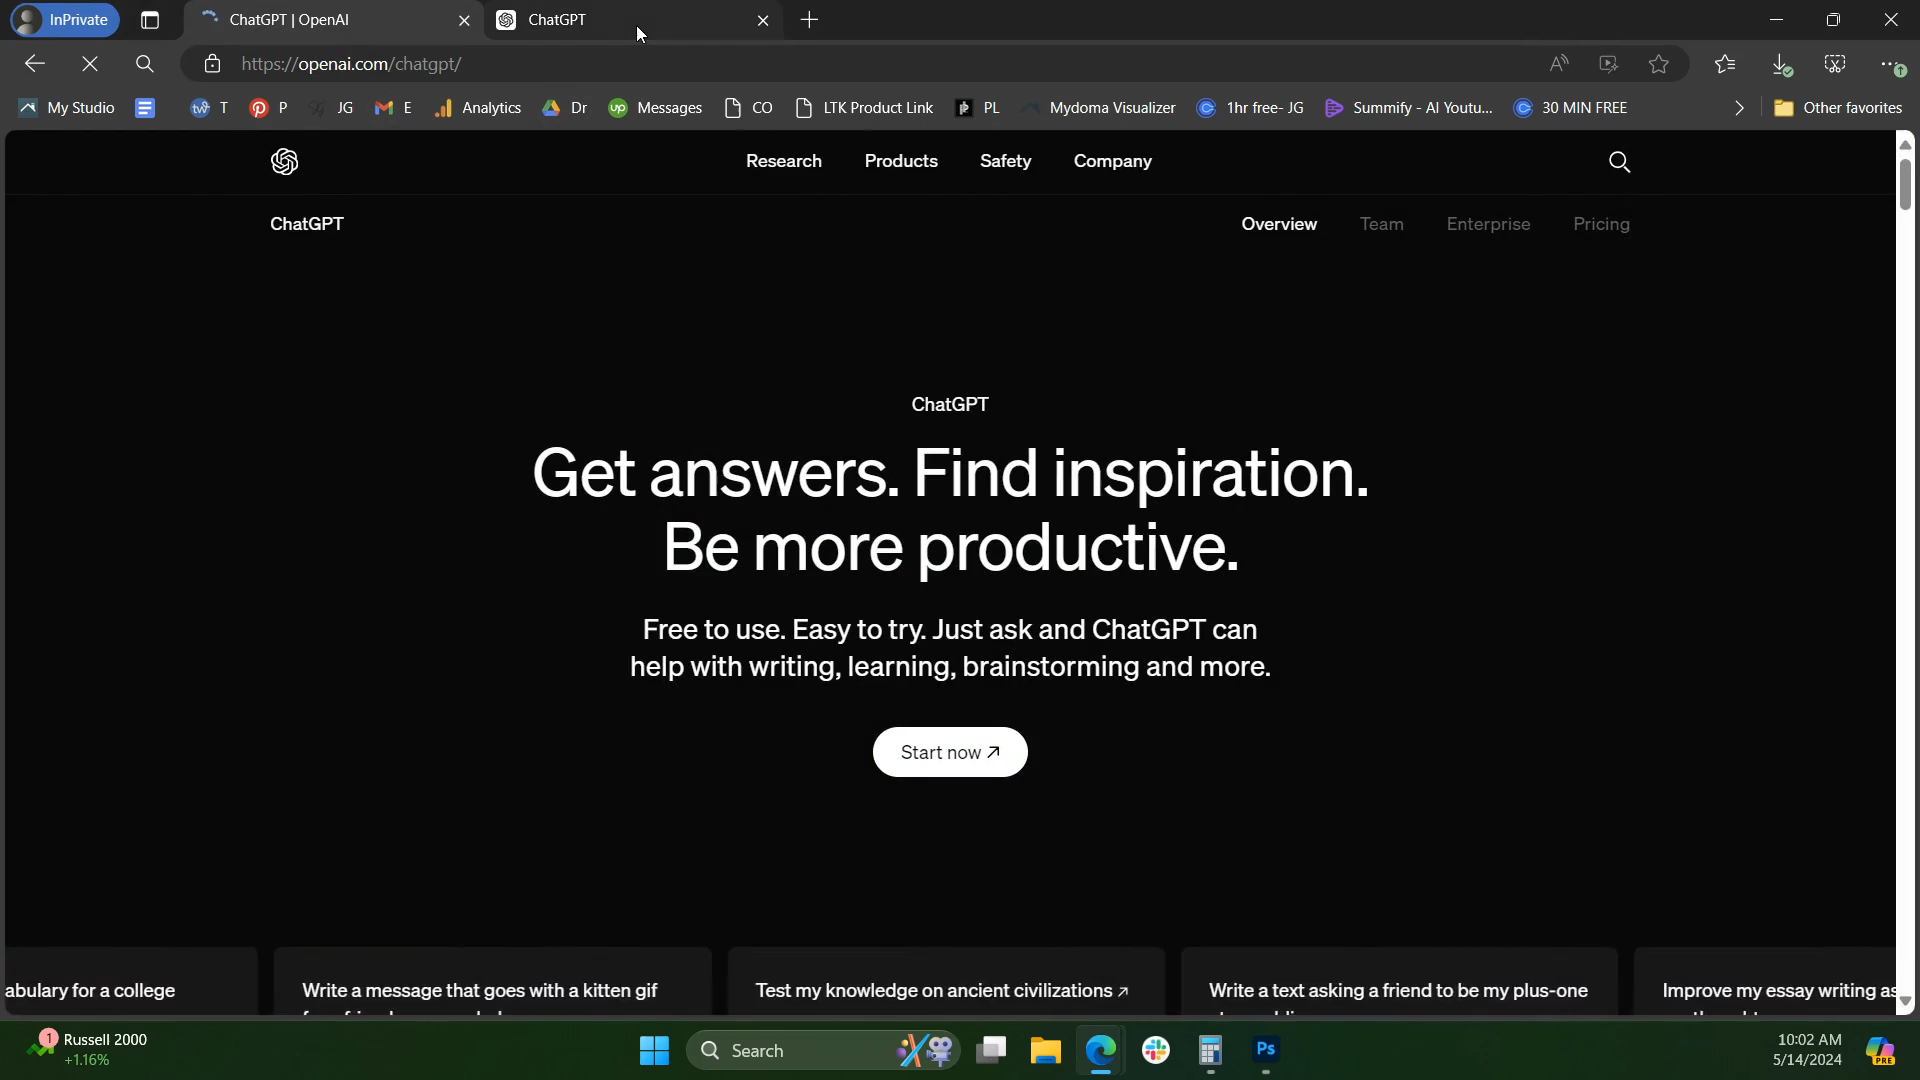 InPrivate
ChatGPT | OpenAI
ChatGPT
https://openai.com/chatgpt/
My Studio
T
P
JG
E
Analytics
Dr
Messages
CO
LTK Product Link
PL
Mydoma Visualizer
1hr free- JG
Summify - AI Youtu...
30 MIN FREE
Other favorites
Research
Products
Safety
Company
ChatGPT
Overview
Team
Enterprise
Pricing
ChatGPT
Get answers. Find inspiration.
Be more productive.
Free to use. Easy to try. Just ask and ChatGPT can
help with writing, learning, brainstorming and more.
Start now ↗
abulary for a college
Write a message that goes with a kitten gif
Test my knowledge on ancient civilizations ↗
Write a text asking a friend to be my plus-one
Improve my essay writing as
1
Russell 2000
+1.16%
Search
Ps
10:02 AM
5/14/2024
PRE